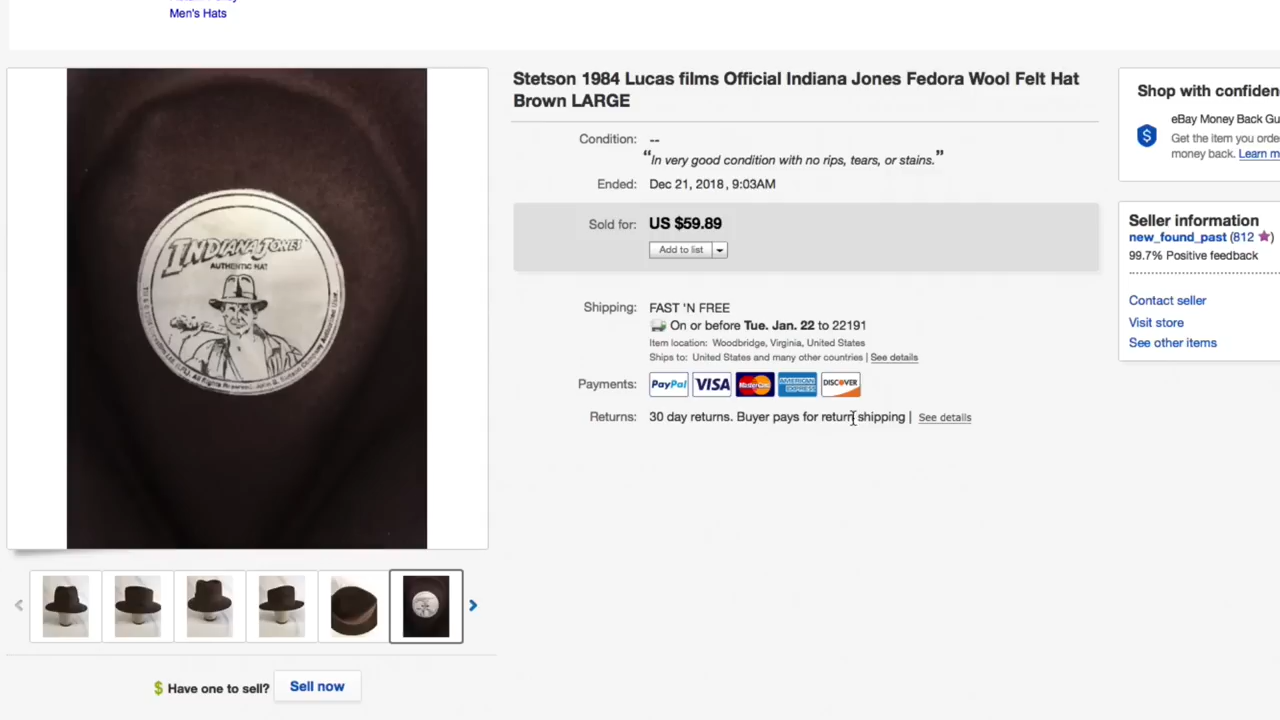 Men's Hats
Stetson 1984 Lucas films Official Indiana Jones Fedora Wool Felt Hat
Brown LARGE
Condition: --
“In very good condition with no rips, tears, or stains.”
Ended: Dec 21, 2018, 9:03AM
Sold for: US $59.89
Add to list
Shipping: FAST 'N FREE
On or before Tue. Jan. 22 to 22191
Item location: Woodbridge, Virginia, United States
Ships to: United States and many other countries | See details
Payments: PayPal VISA MasterCard AMERICAN EXPRESS DISCOVER
Returns: 30 day returns. Buyer pays for return shipping | See details
Shop with confiden
$ eBay Money Back Gu
Get the item you orde
money back. Learn m
Seller information
new_found_past (812 )
99.7% Positive feedback
Contact seller
Visit store
See other items
INDIANA JONES
AUTHENTIC HAT
$ Have one to sell? Sell now